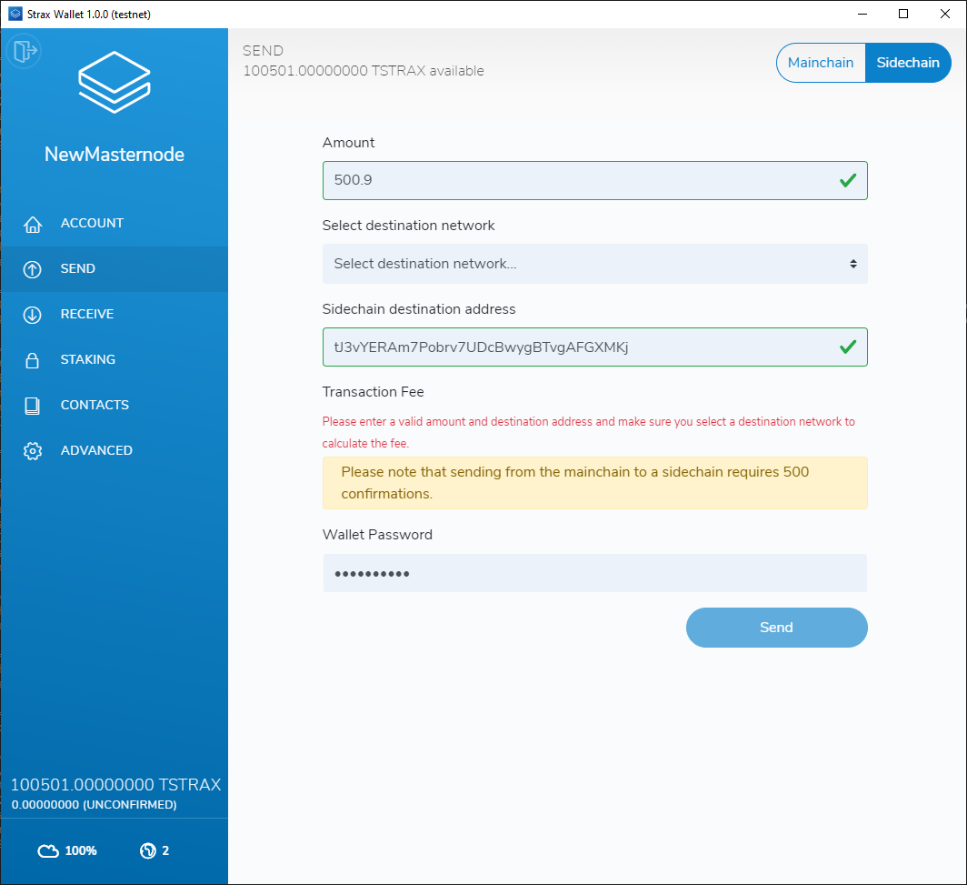 Strax Wallet 1.0.0 (testnet)
NewMasternode
ACCOUNT
SEND
RECEIVE
STAKING
CONTACTS
ADVANCED
100501.00000000 TSTRAX
0.00000000 (UNCONFIRMED)
100%
2
SEND
100501.00000000 TSTRAX available
Mainchain
Sidechain
Amount
500.9
Select destination network
Select destination network...
Sidechain destination address
tJ3vYERAm7Pobrv7UDcBwygBTvgAFGXMKj
Transaction Fee
Please enter a valid amount and destination address and make sure you select a destination network to
calculate the fee.
Please note that sending from the mainchain to a sidechain requires 500
confirmations.
Wallet Password
••••••••••
Send